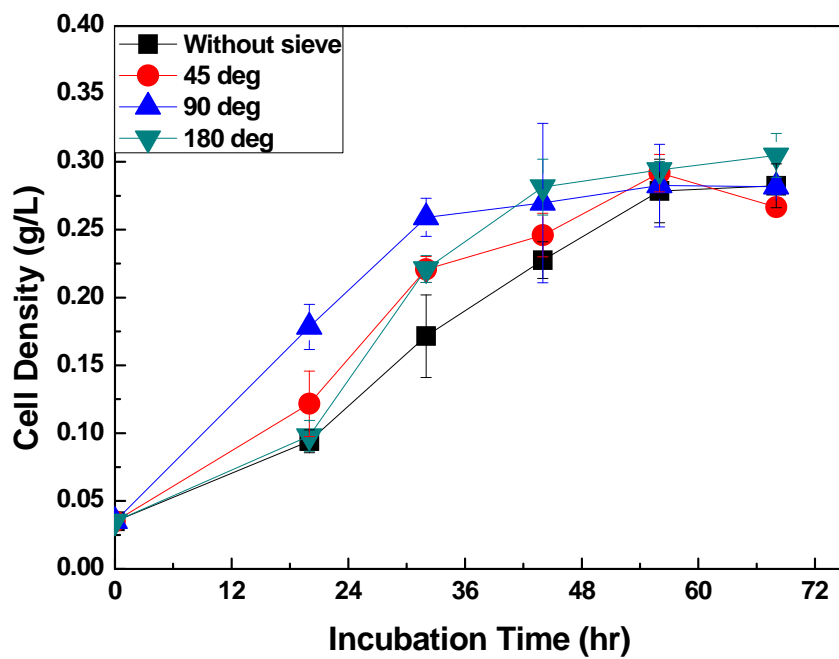 0.40
0.35
0.30
0.25
0.20
0.15
0.10
0.05
0.00
Cell Density (g/L)
Without sieve
45 deg
90 deg
180 deg
0 12 24 36 48 60 72
Incubation Time (hr)